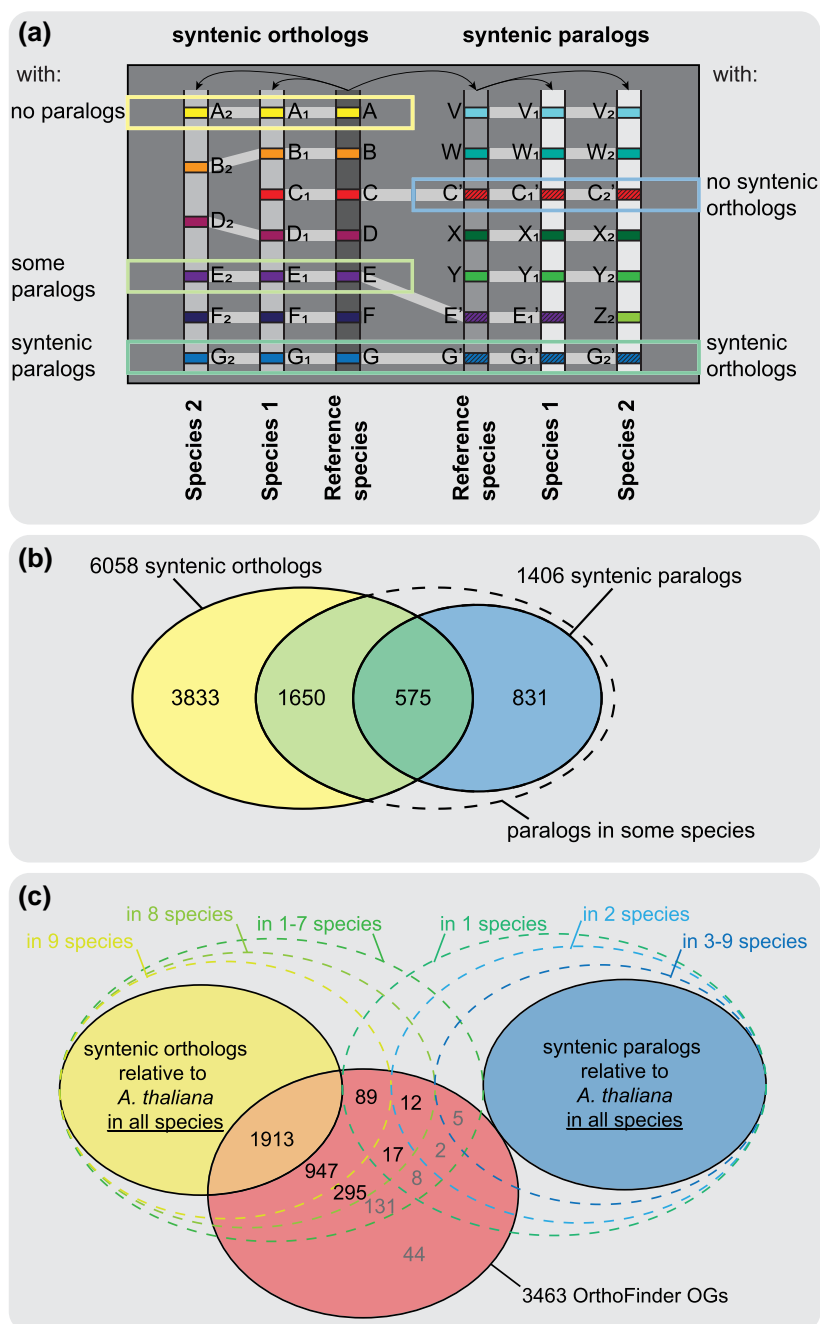 (a)
syntenic orthologs syntenic paralogs
with: with:
no paralogs
A₂ A₁ A V V₁ V₂
B₂ B₁ B W W₁ W₂
C₁ C C' C₁' C₂'
no syntenic
orthologs
D₂ D₁ D X X₁ X₂
some
paralogs
E₂ E₁ E Y Y₁ Y₂
F₂ F₁ F E' E₁' Z₂
syntenic
paralogs
G₂ G₁ G G' G₁' G₂'
syntenic
orthologs
Species 2
Species 1
Reference
species
Reference
species
Species 1
Species 2
(b)
6058 syntenic orthologs
1406 syntenic paralogs
3833 1650 575 831
paralogs in some species
(c)
in 9 species
in 8 species
in 1-7 species
in 1 species
in 2 species
in 3-9 species
syntenic orthologs
relative to
A. thaliana
in all species
syntenic paralogs
relative to
A. thaliana
in all species
89
12
5
1913
17
2
947
8
295
131
44
3463 OrthoFinder OGs